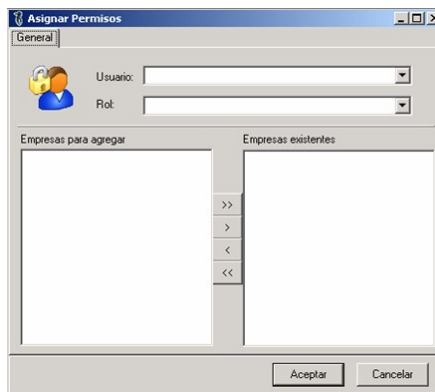 Asignar Permisos
General
Usuario:
Rol:
Empresas para agregar
Empresas existentes
>>
>
<
<<
Aceptar
Cancelar